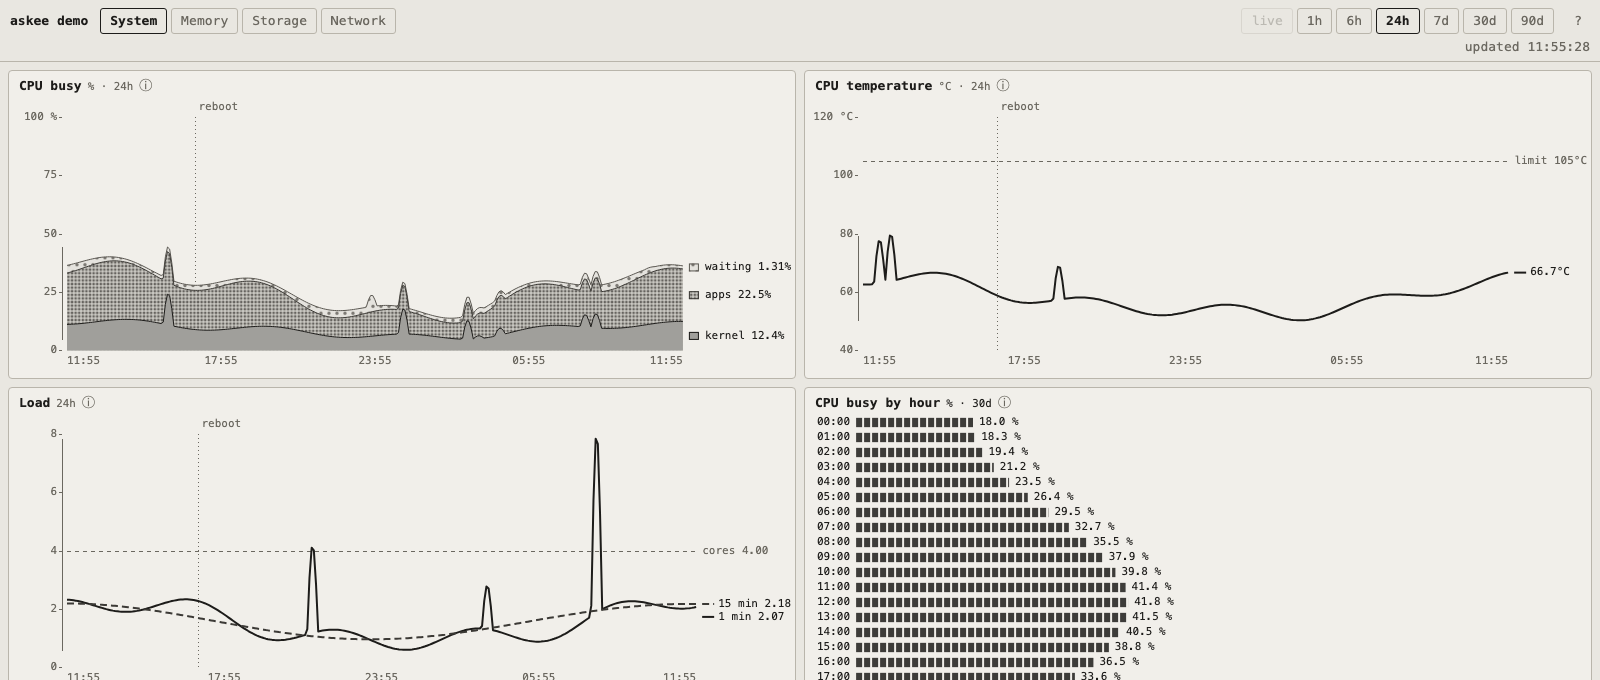 askee demo System Memory Storage Network live 1h 6h 24h 7d 30d 90d ?
updated 11:55:28
CPU busy % · 24h ⓘ
reboot
100 %
75
50
25
0
waiting 1.31%
apps 22.5%
kernel 12.4%
11:55 17:55 23:55 05:55 11:55
CPU temperature °C · 24h ⓘ
reboot
120 °C
100
80
60
40
limit 105°C
66.7°C
11:55 17:55 23:55 05:55 11:55
Load 24h ⓘ
reboot
8
6
4
2
0
cores 4.00
15 min 2.18
1 min 2.07
11:55 17:55 23:55 05:55 11:55
CPU busy by hour % · 30d ⓘ
00:00 18.0 %
01:00 18.3 %
02:00 19.4 %
03:00 21.2 %
04:00 23.5 %
05:00 26.4 %
06:00 29.5 %
07:00 32.7 %
08:00 35.5 %
09:00 37.9 %
10:00 39.8 %
11:00 41.4 %
12:00 41.8 %
13:00 41.5 %
14:00 40.5 %
15:00 38.8 %
16:00 36.5 %
17:00 33.6 %